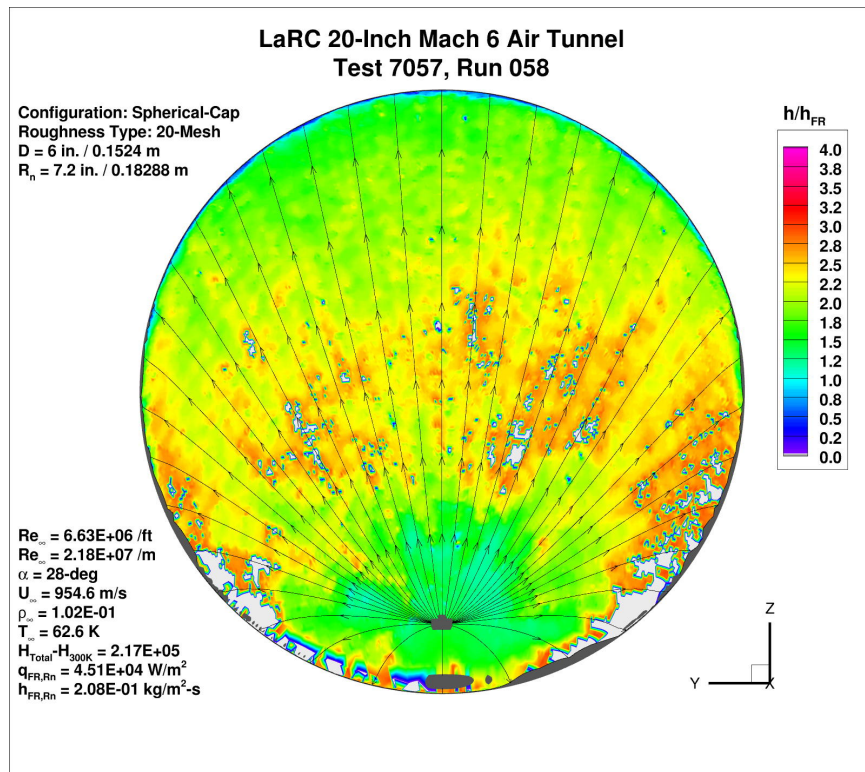 LaRC 20-Inch Mach 6 Air Tunnel
Test 7057, Run 058
Configuration: Spherical-Cap
Roughness Type: 20-Mesh
D = 6 in. / 0.1524 m
Rₙ = 7.2 in. / 0.18288 m
h/h_FR
4.0
3.8
3.5
3.2
3.0
2.8
2.5
2.2
2.0
1.8
1.2
1.0
0.8
0.5
0.2
0.0
Re_∞ = 6.63E+06 /ft
Re_∞ = 2.18E+07 /m
α = 28-deg
U_∞ = 954.6 m/s
ρ_∞ = 1.02E-01
T_∞ = 62.6 K
H_Total-H_300K = 2.17E+05
q_FR,Rn = 4.51E+04 W/m²
h_FR,Rn = 2.08E-01 kg/m²-s
Z
Y
X